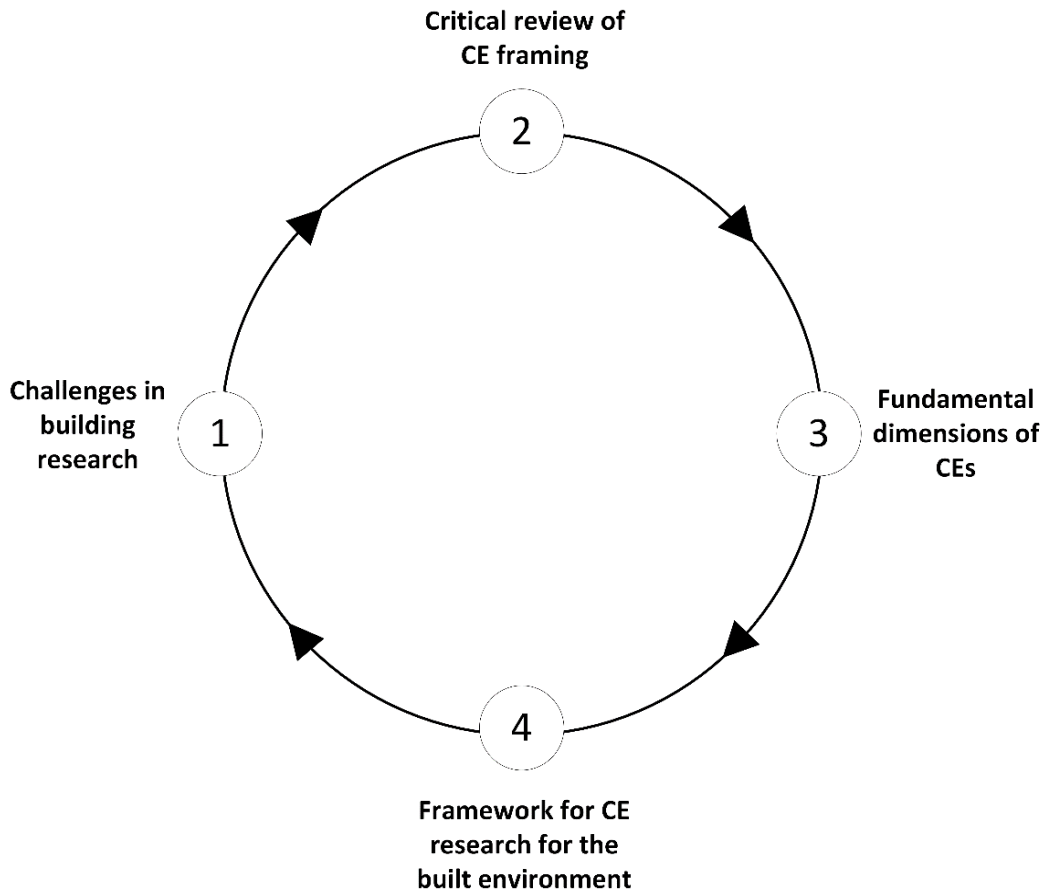 Critical review of
CE framing
2
Challenges in
building
research
1
3
Fundamental
dimensions of
CEs
4
Framework for CE
research for the
built environment